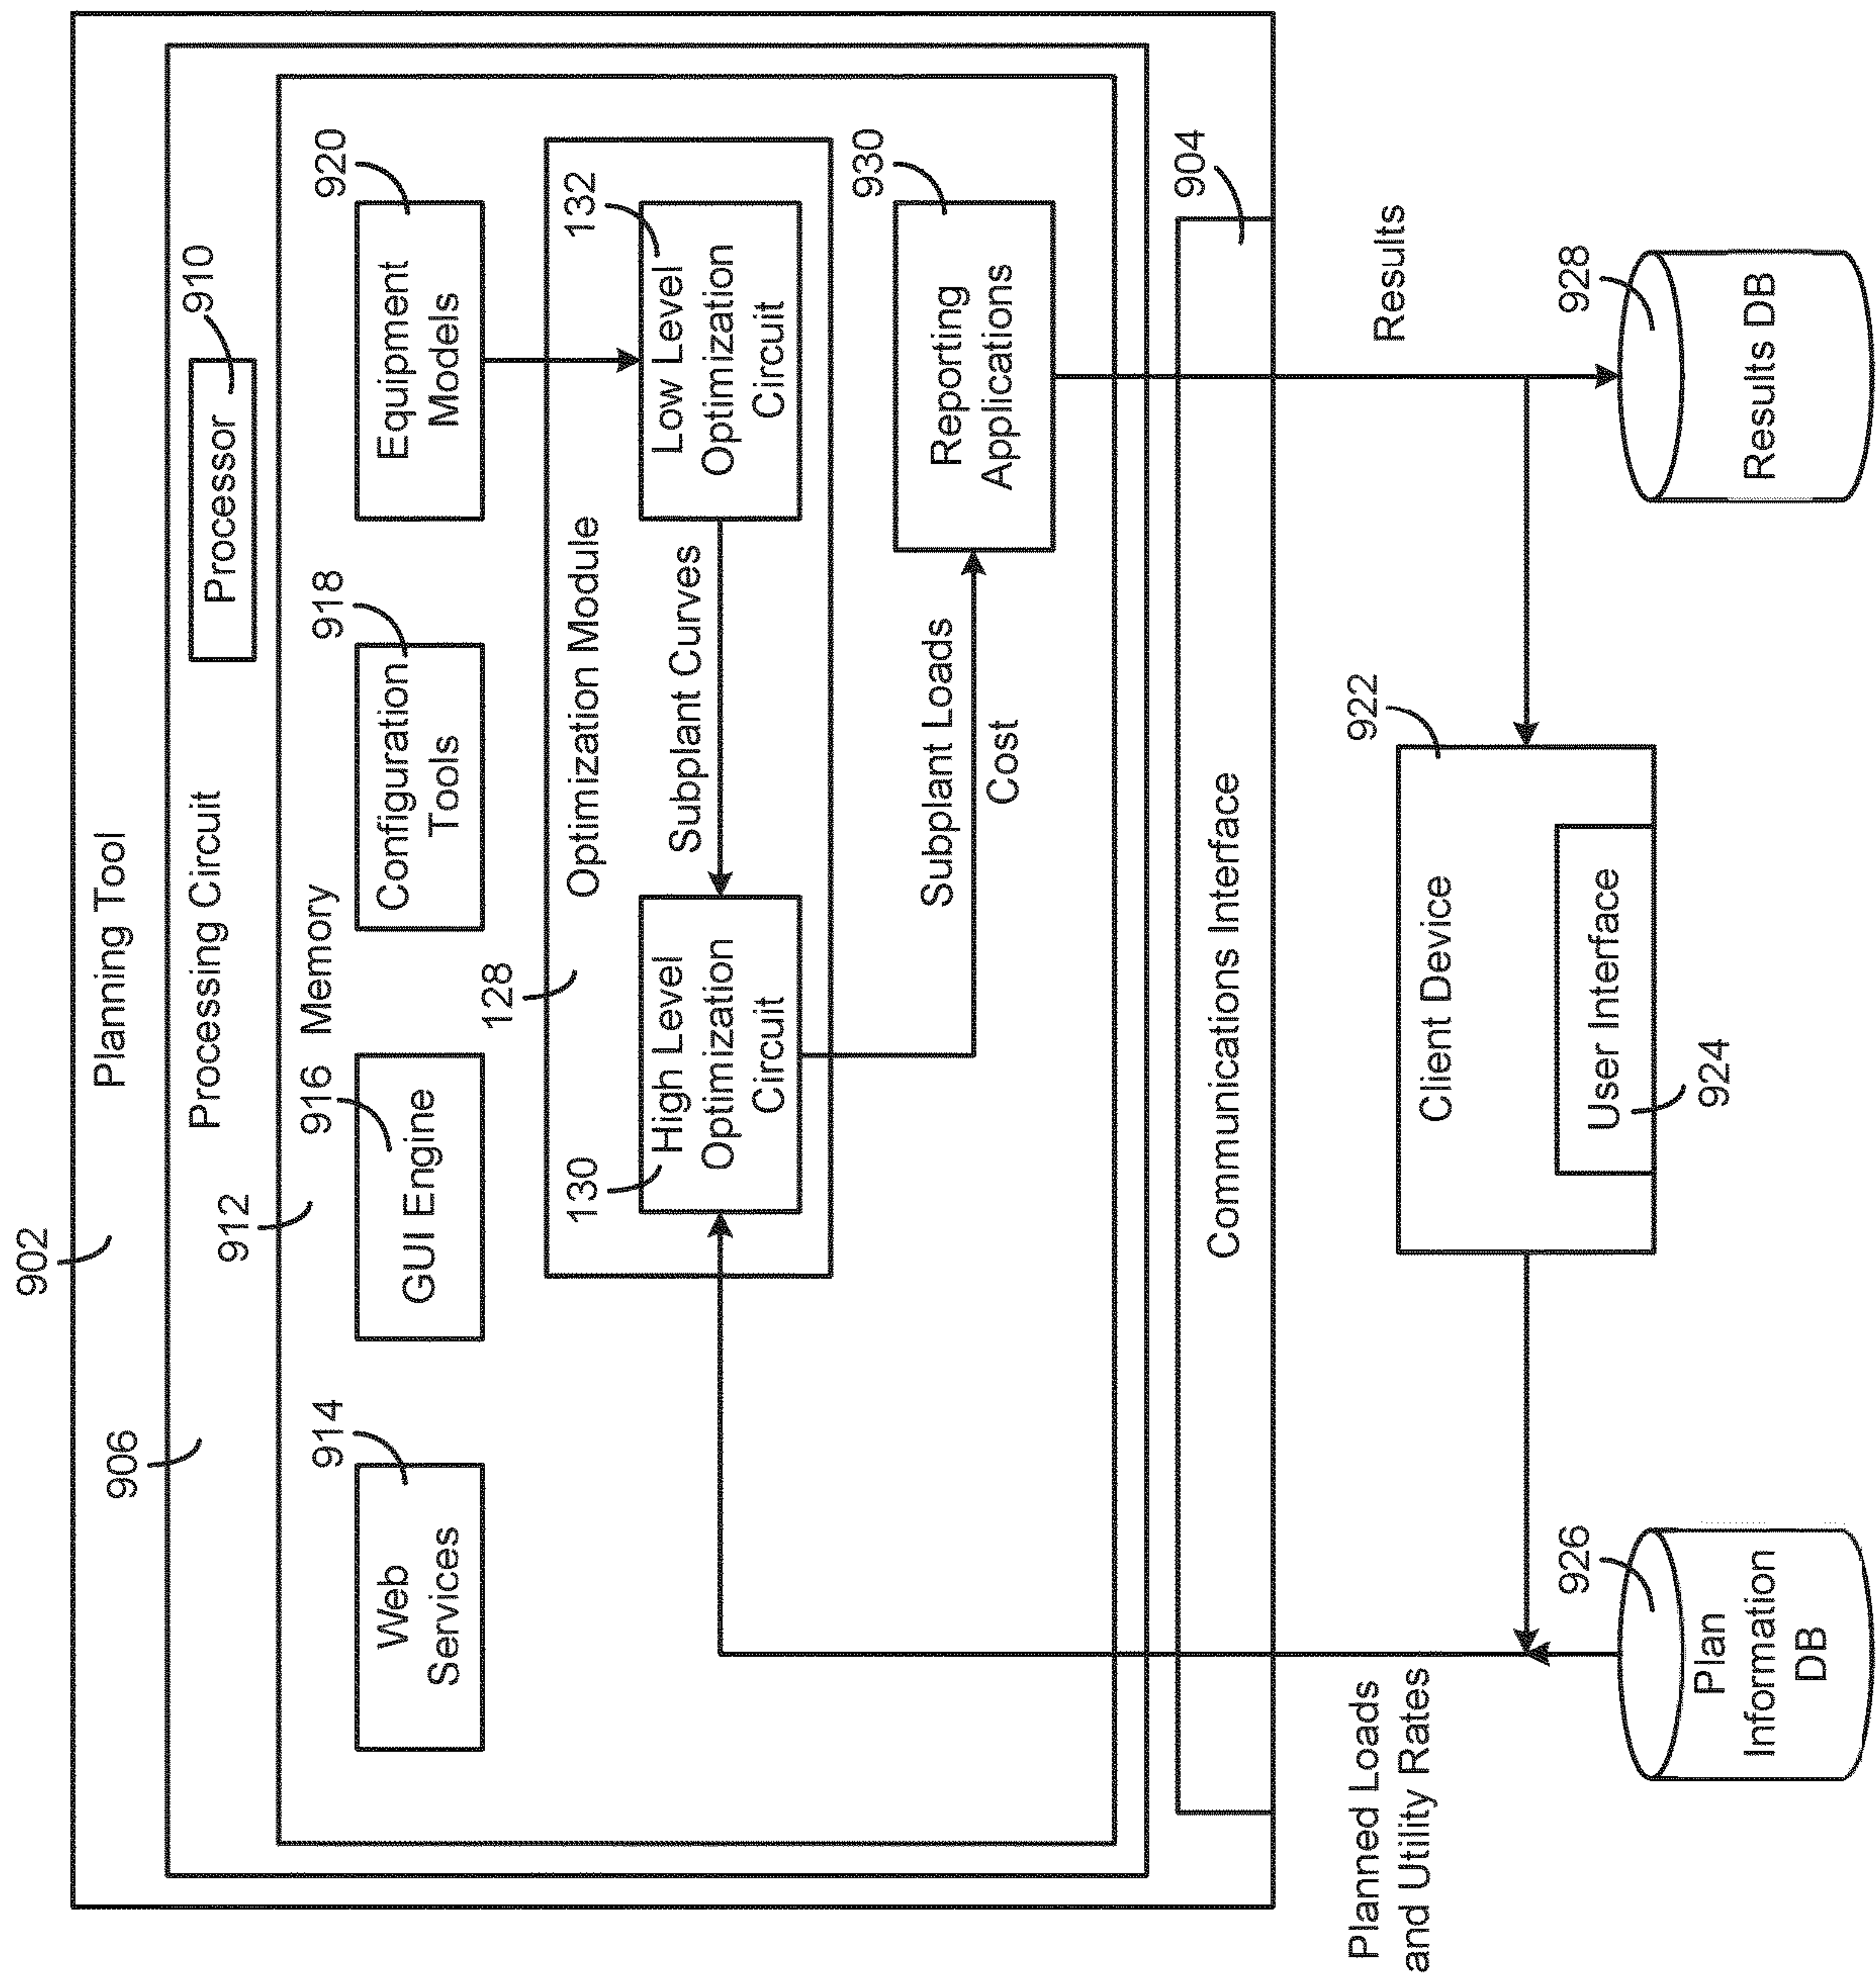 902
Planning Tool
906
Processing Circuit
Processor
910
912
Memory
914
Web
Services
916
GUI Engine
918
Configuration
Tools
920
Equipment
Models
128
Optimization Module
130
High Level
Optimization
Circuit
Subplant Curves
132
Low Level
Optimization
Circuit
Subplant Loads
Cost
930
Reporting
Applications
Communications Interface
904
Planned Loads
and Utility Rates
Results
922
Client Device
User Interface
924
926
Plan
Information
DB
928
Results DB